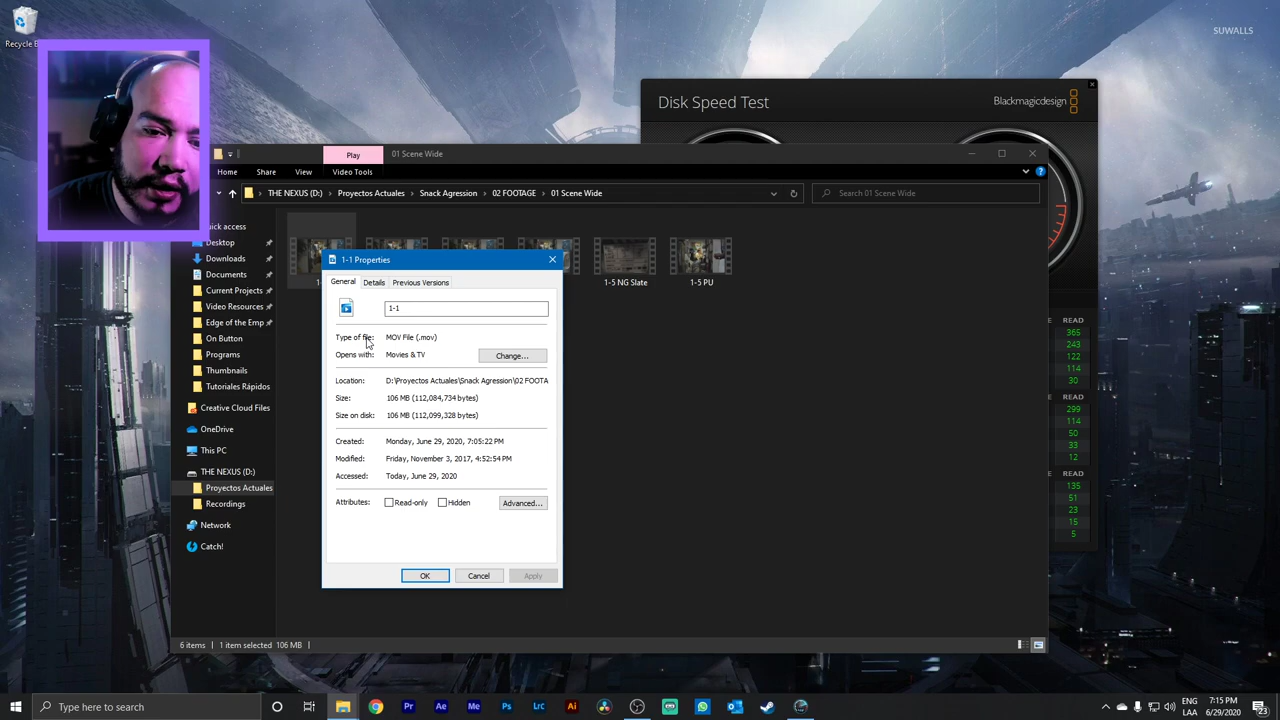 SUWALLS
Recycle B
Disk Speed Test
Blackmagicdesign
Play
01 Scene Wide
Home
Share
View
Video Tools
THE NEXUS (D:)
Proyectos Actuales
Snack Agression
02 FOOTAGE
01 Scene Wide
Search 01 Scene Wide
uick access
Desktop
Downloads
Documents
Current Projects
Video Resources
Edge of the Emp
On Button
Programs
Thumbnails
Tutoriales Rápidos
Creative Cloud Files
OneDrive
This PC
THE NEXUS (D:)
Proyectos Actuales
Recordings
Network
Catch!
1-5 NG Slate
1-5 PU
1-1 Properties
General
Details
Previous Versions
1-1
Type of file:
MOV File (.mov)
Opens with:
Movies & TV
Change...
Location:
D:\Proyectos Actuales\Snack Agression\02 FOOTA
Size:
106 MB (112,084,734 bytes)
Size on disk:
106 MB (112,099,328 bytes)
Created:
Monday, June 29, 2020, 7:05:22 PM
Modified:
Friday, November 3, 2017, 4:52:54 PM
Accessed:
Today, June 29, 2020
Attributes:
Read-only
Hidden
Advanced...
OK
Cancel
Apply
E
READ
365
243
122
114
30
E
READ
299
114
50
33
12
E
READ
135
51
23
15
5
6 items
1 item selected 106 MB
Type here to search
Pr
Ae
Me
Ps
Lrc
Ai
ENG
LAA
7:15 PM
6/29/2020
23